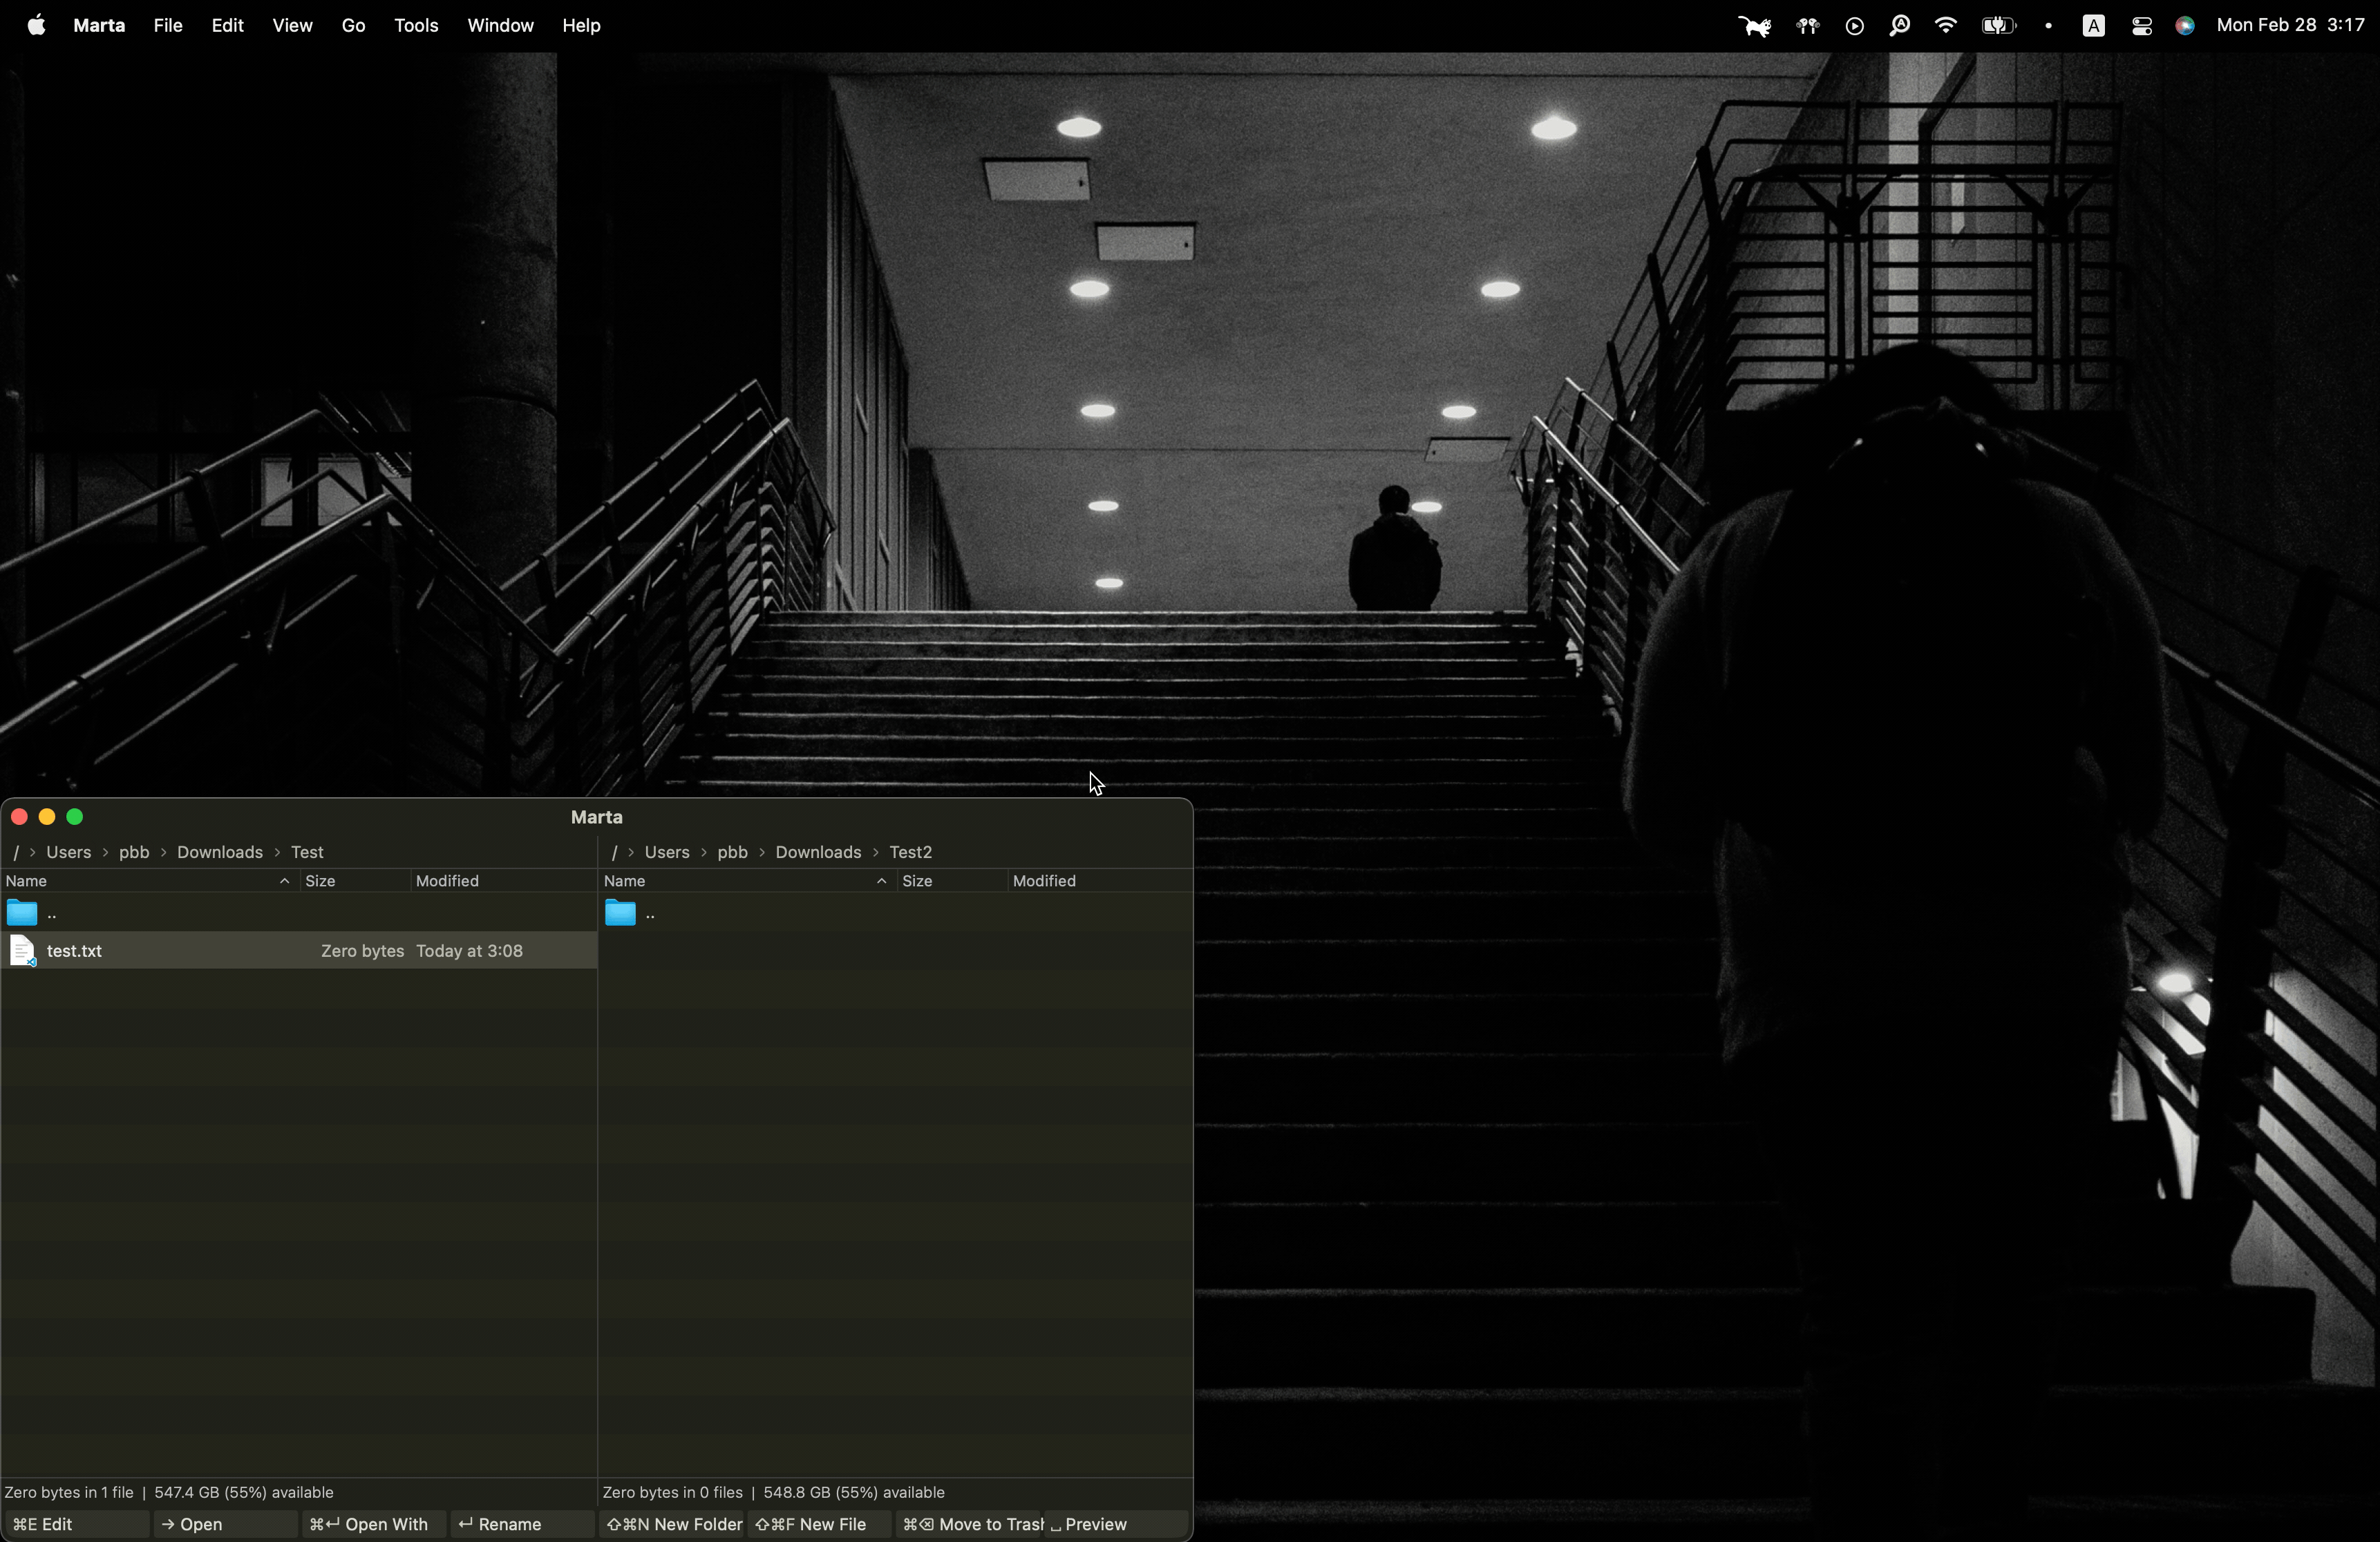 Marta File Edit View Go Tools Window Help A Mon Feb 28 3:17
Marta
/ › Users › pbb › Downloads › Test
/ › Users › pbb › Downloads › Test2
Name Size Modified
Name Size Modified
..
..
test.txt Zero bytes Today at 3:08
Zero bytes in 1 file | 547.4 GB (55%) available
Zero bytes in 0 files | 548.8 GB (55%) available
⌘E Edit → Open ⌘↩ Open With ↩ Rename ⇧⌘N New Folder ⇧⌘F New File ⌘⌫ Move to Trash ⎵ Preview